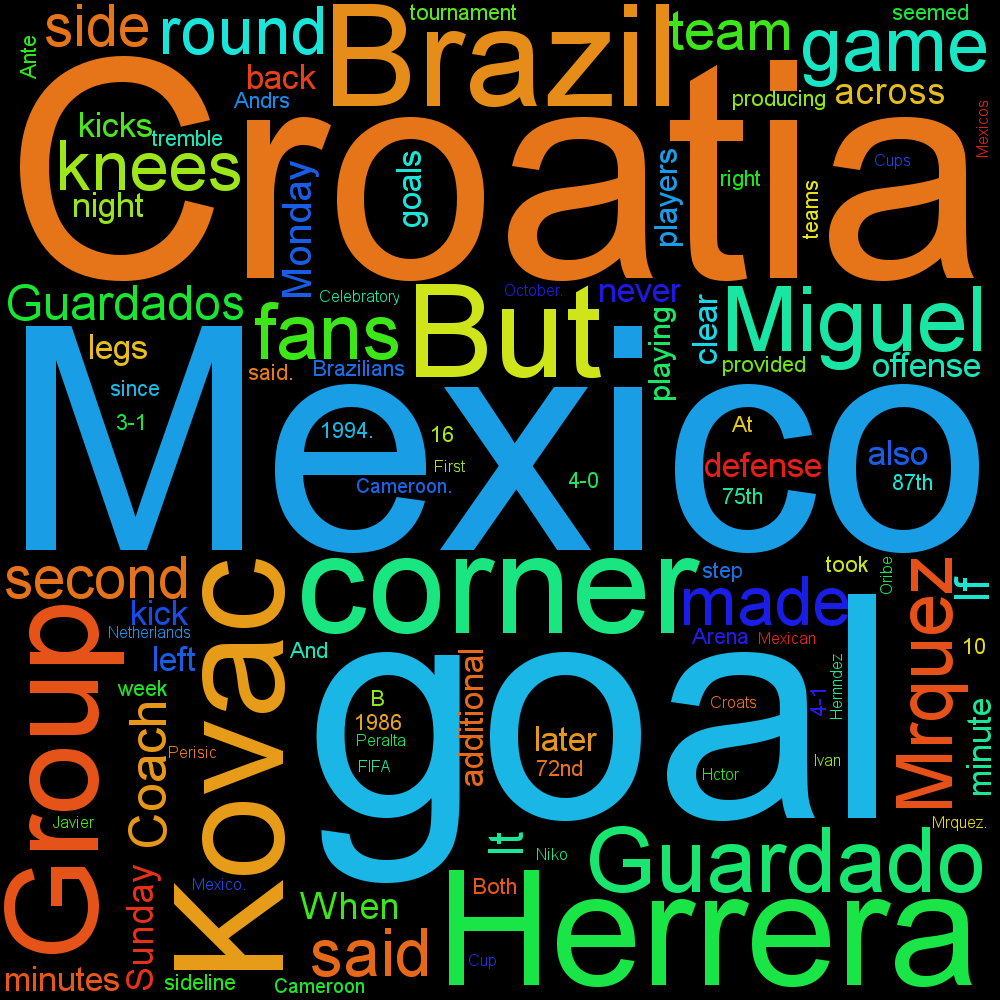 tournament
seemed
Ante
side
round
Brazil
team
game
back
Andrs
producing
across
Croatia
Mexicos
kicks
tremble
knees
night
Monday
goals
players
right
teams
Cups
Guardados
Celebratory
fans
But
October.
never
clear
Miguel
legs
said.
Brazilians
playing
provided
offense
since
3-1
Mexico
1994.
16
First
Cameroon.
4-0
At
defense
75th
also
87th
second
Group
kick
Netherlands
left
week
Kovac
corner
And
step
made
took
Oribe
Mrquez
If
Arena
Mexican
10
goal
B
1986
Peralta
FIFA
additional
later
72nd
Croats
Hctor
4-1
Hernndez
Ivan
minute
Coach
Perisic
Javier
Mrquez.
It
Niko
Guardado
Mexico.
Sunday
When
Both
Herrera
said
Cup
minutes
sideline
Cameroon